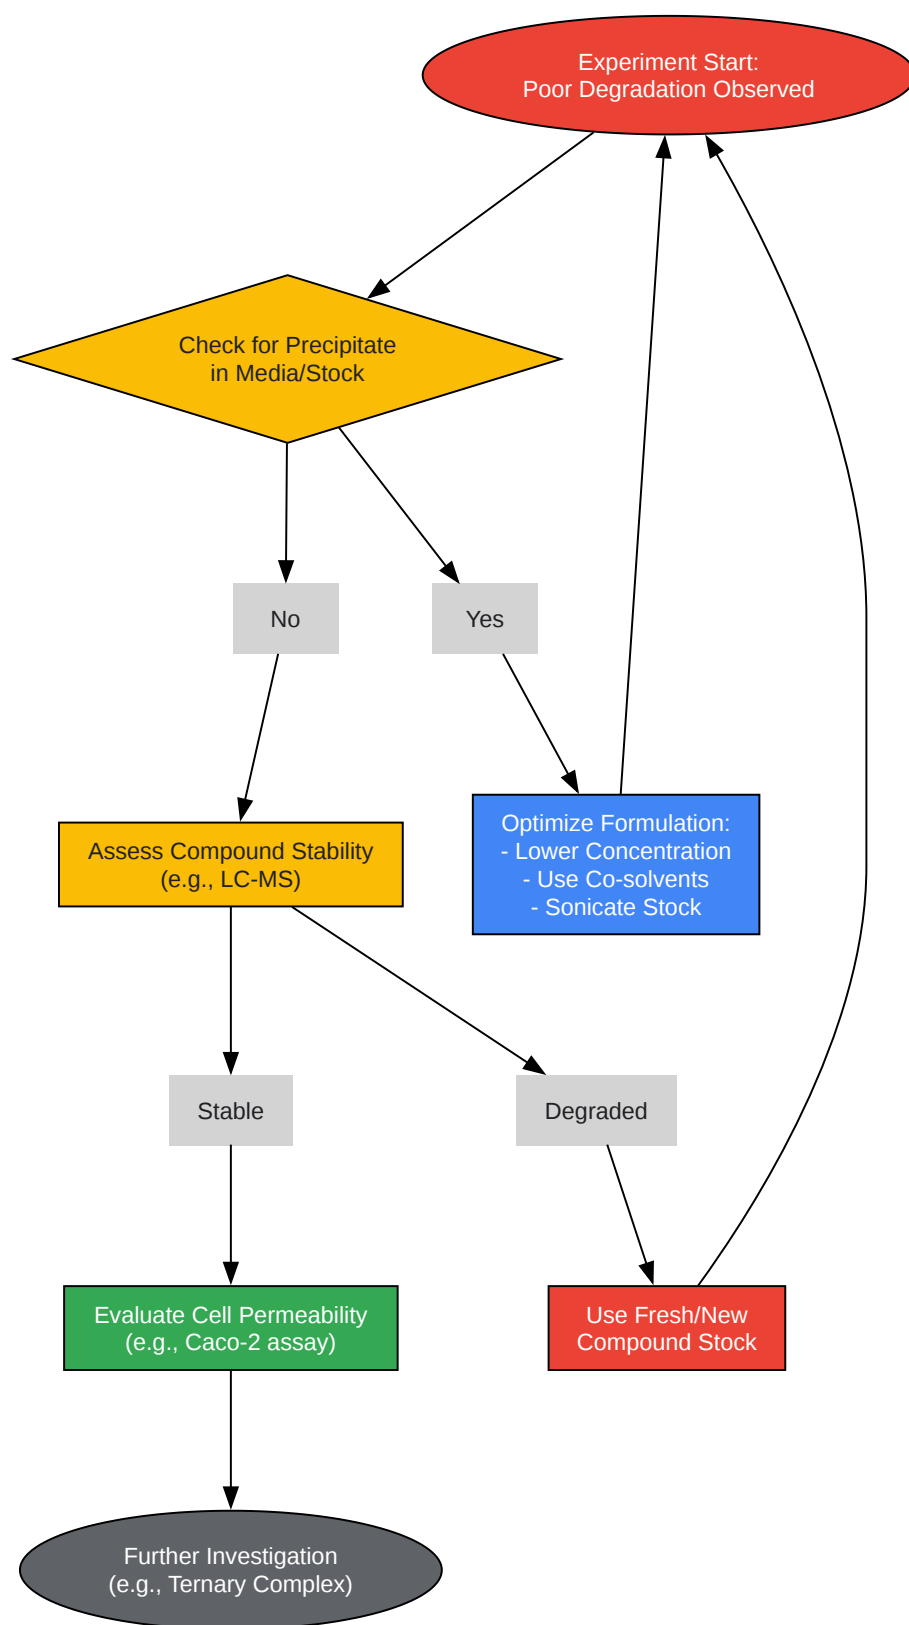 Experiment Start:
Poor Degradation Observed
Check for Precipitate
in Media/Stock
No
Yes
Optimize Formulation:
- Lower Concentration
- Use Co-solvents
- Sonicate Stock
Assess Compound Stability
(e.g., LC-MS)
Stable
Degraded
Evaluate Cell Permeability
(e.g., Caco-2 assay)
Use Fresh/New
Compound Stock
Further Investigation
(e.g., Ternary Complex)